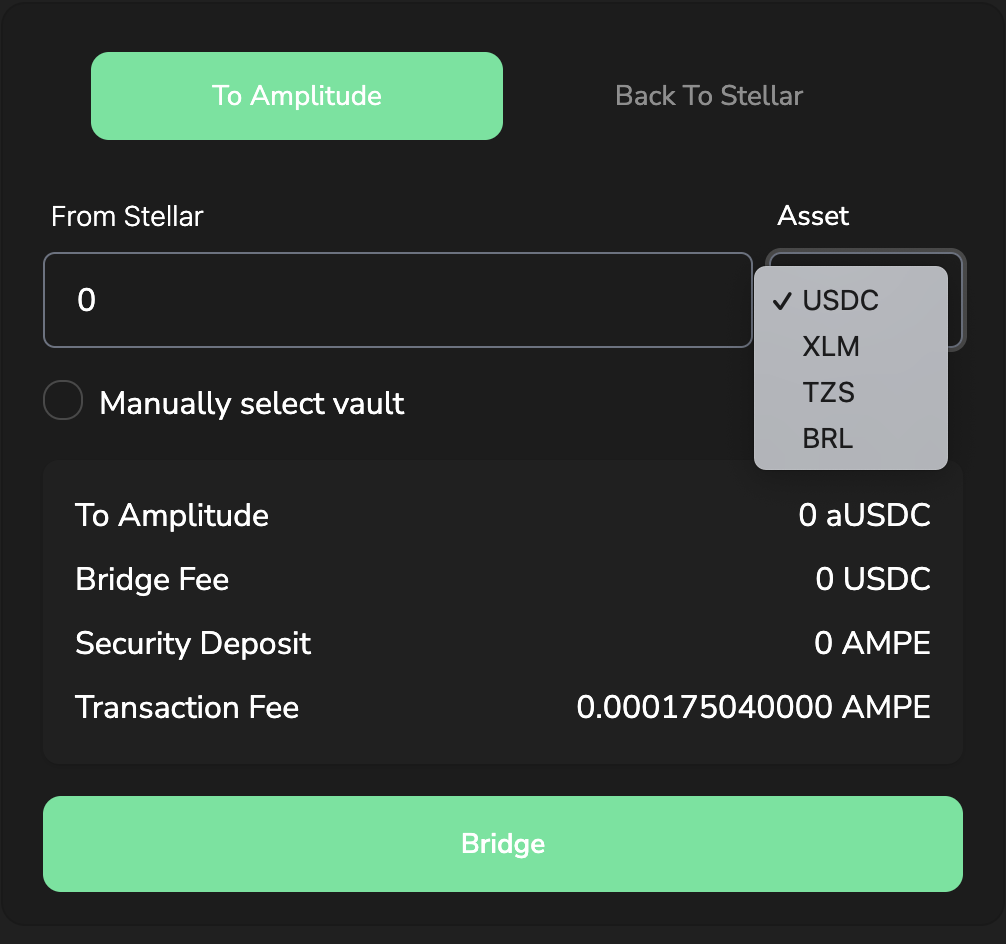 To Amplitude
Back To Stellar
From Stellar
Asset
0
✓ USDC
XLM
TZS
BRL
Manually select vault
To Amplitude 0 aUSDC
Bridge Fee 0 USDC
Security Deposit 0 AMPE
Transaction Fee 0.000175040000 AMPE
Bridge